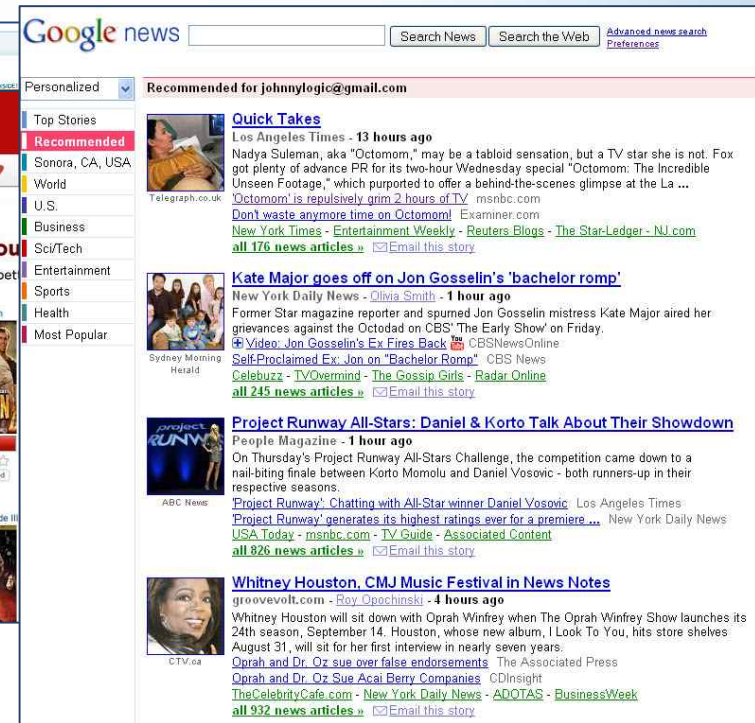 Google news
Search News
Search the Web
Advanced news search
Preferences
Personalized
Recommended for johnnylogic@gmail.com
Top Stories
Recommended
Sonora, CA, USA
World
U.S.
Business
Sci/Tech
Entertainment
Sports
Health
Most Popular
Telegraph.co.uk
Quick Takes
Los Angeles Times - 13 hours ago
Nadya Suleman, aka "Octomom," may be a tabloid sensation, but a TV star she is not. Fox
got plenty of advance PR for its two-hour Wednesday special "Octomom: The Incredible
Unseen Footage," which purported to offer a behind-the-scenes glimpse at the La ...
'Octomom' is repulsively grim 2 hours of TV msnbc.com
Don't waste anymore time on Octomom! Examiner.com
New York Times - Entertainment Weekly - Reuters Blogs - The Star-Ledger - NJ.com
all 176 news articles » Email this story
Sydney Morning
Herald
Kate Major goes off on Jon Gosselin's 'bachelor romp'
New York Daily News - Olivia Smith - 1 hour ago
Former Star magazine reporter and spurned Jon Gosselin mistress Kate Major aired her
grievances against the Octodad on CBS' 'The Early Show' on Friday.
Video: Jon Gosselin's Ex Fires Back You Tube CBSNewsOnline
Self-Proclaimed Ex: Jon on "Bachelor Romp" CBS News
Celebuzz - TVOvermind - The Gossip Girls - Radar Online
all 245 news articles » Email this story
project
RUNW
ABC News
Project Runway All-Stars: Daniel & Korto Talk About Their Showdown
People Magazine - 1 hour ago
On Thursday's Project Runway All-Stars Challenge, the competition came down to a
nail-biting finale between Korto Momolu and Daniel Vosovic - both runners-up in their
respective seasons.
'Project Runway': Chatting with All-Star winner Daniel Vosovic Los Angeles Times
'Project Runway' generates its highest ratings ever for a premiere ... New York Daily News
USA Today - msnbc.com - TV Guide - Associated Content
all 826 news articles » Email this story
CTV.ca
Whitney Houston, CMJ Music Festival in News Notes
groovevolt.com - Roy Opochinski - 4 hours ago
Whitney Houston will sit down with Oprah Winfrey when The Oprah Winfrey Show launches its
24th season, September 14. Houston, whose new album, I Look To You, hits store shelves
August 31, will sit for her first interview in nearly seven years.
Oprah and Dr. Oz sue over false endorsements The Associated Press
Oprah and Dr. Oz Sue Acai Berry Companies CDInsight
TheCelebrityCafe.com - New York Daily News - ADOTAS - BusinessWeek
all 932 news articles » Email this story